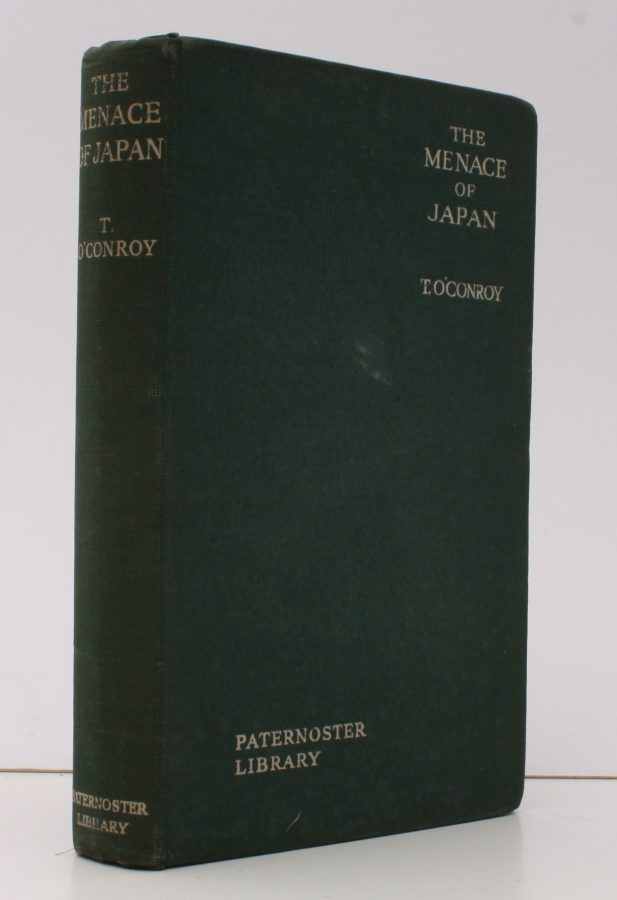 THE
MENACE
OF JAPAN
T.
O'CONROY
PATERNOSTER
LIBRARY
THE
MENACE
OF
JAPAN
T. O'CONROY
PATERNOSTER
LIBRARY